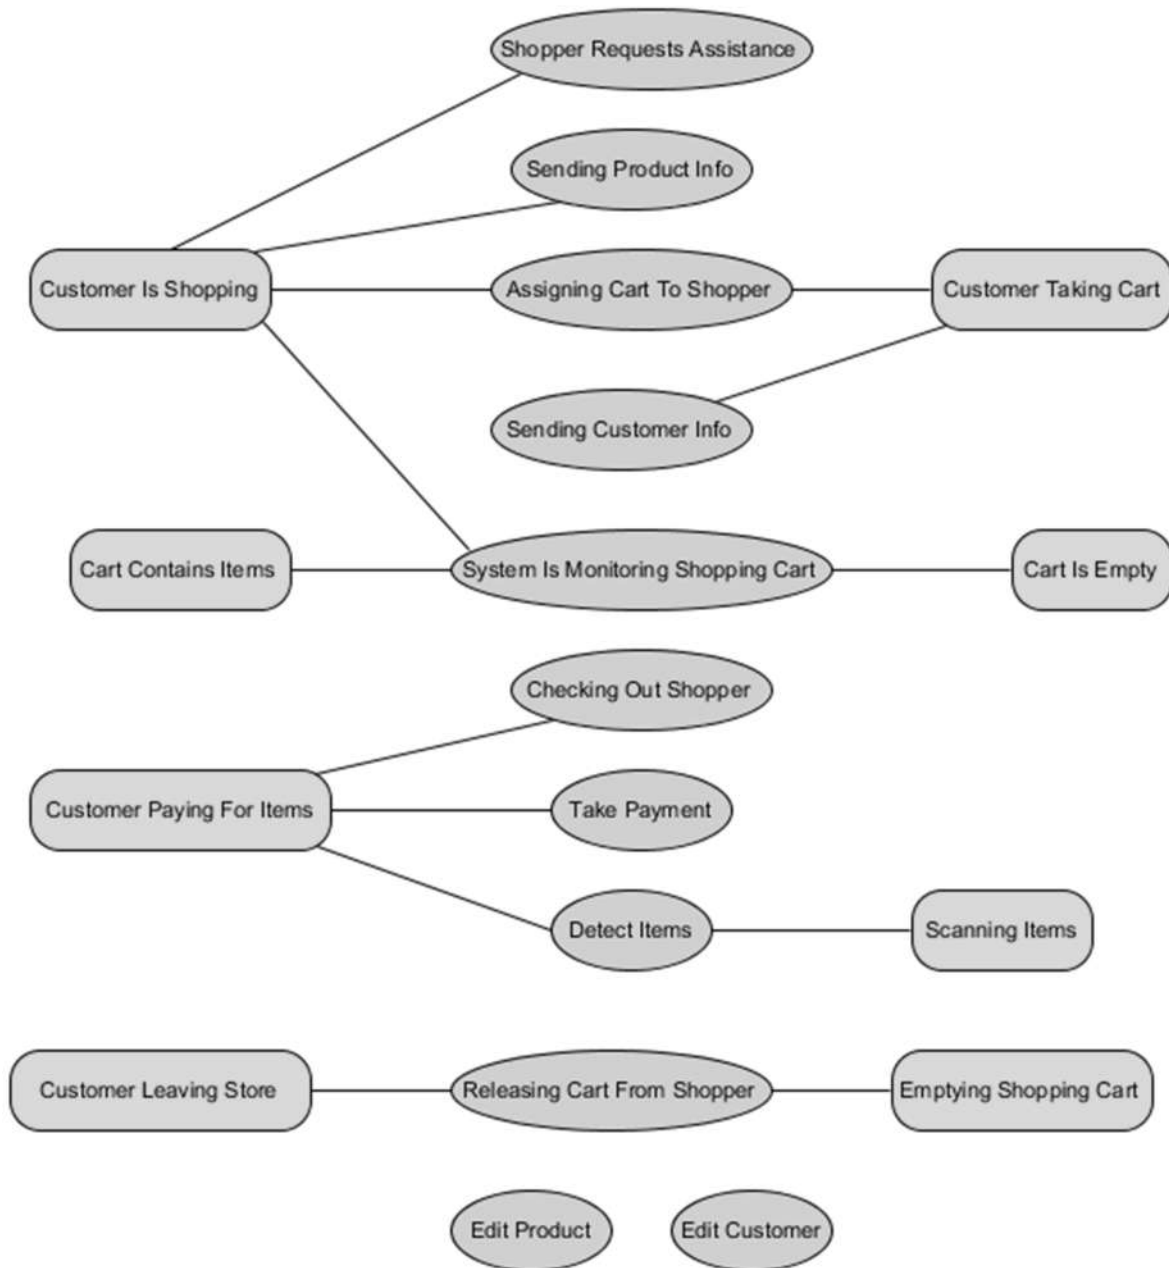 Shopper Requests Assistance
Sending Product Info
Customer Is Shopping
Assigning Cart To Shopper
Customer Taking Cart
Sending Customer Info
Cart Contains Items
System Is Monitoring Shopping Cart
Cart Is Empty
Checking Out Shopper
Customer Paying For Items
Take Payment
Detect Items
Scanning Items
Customer Leaving Store
Releasing Cart From Shopper
Emptying Shopping Cart
Edit Product
Edit Customer